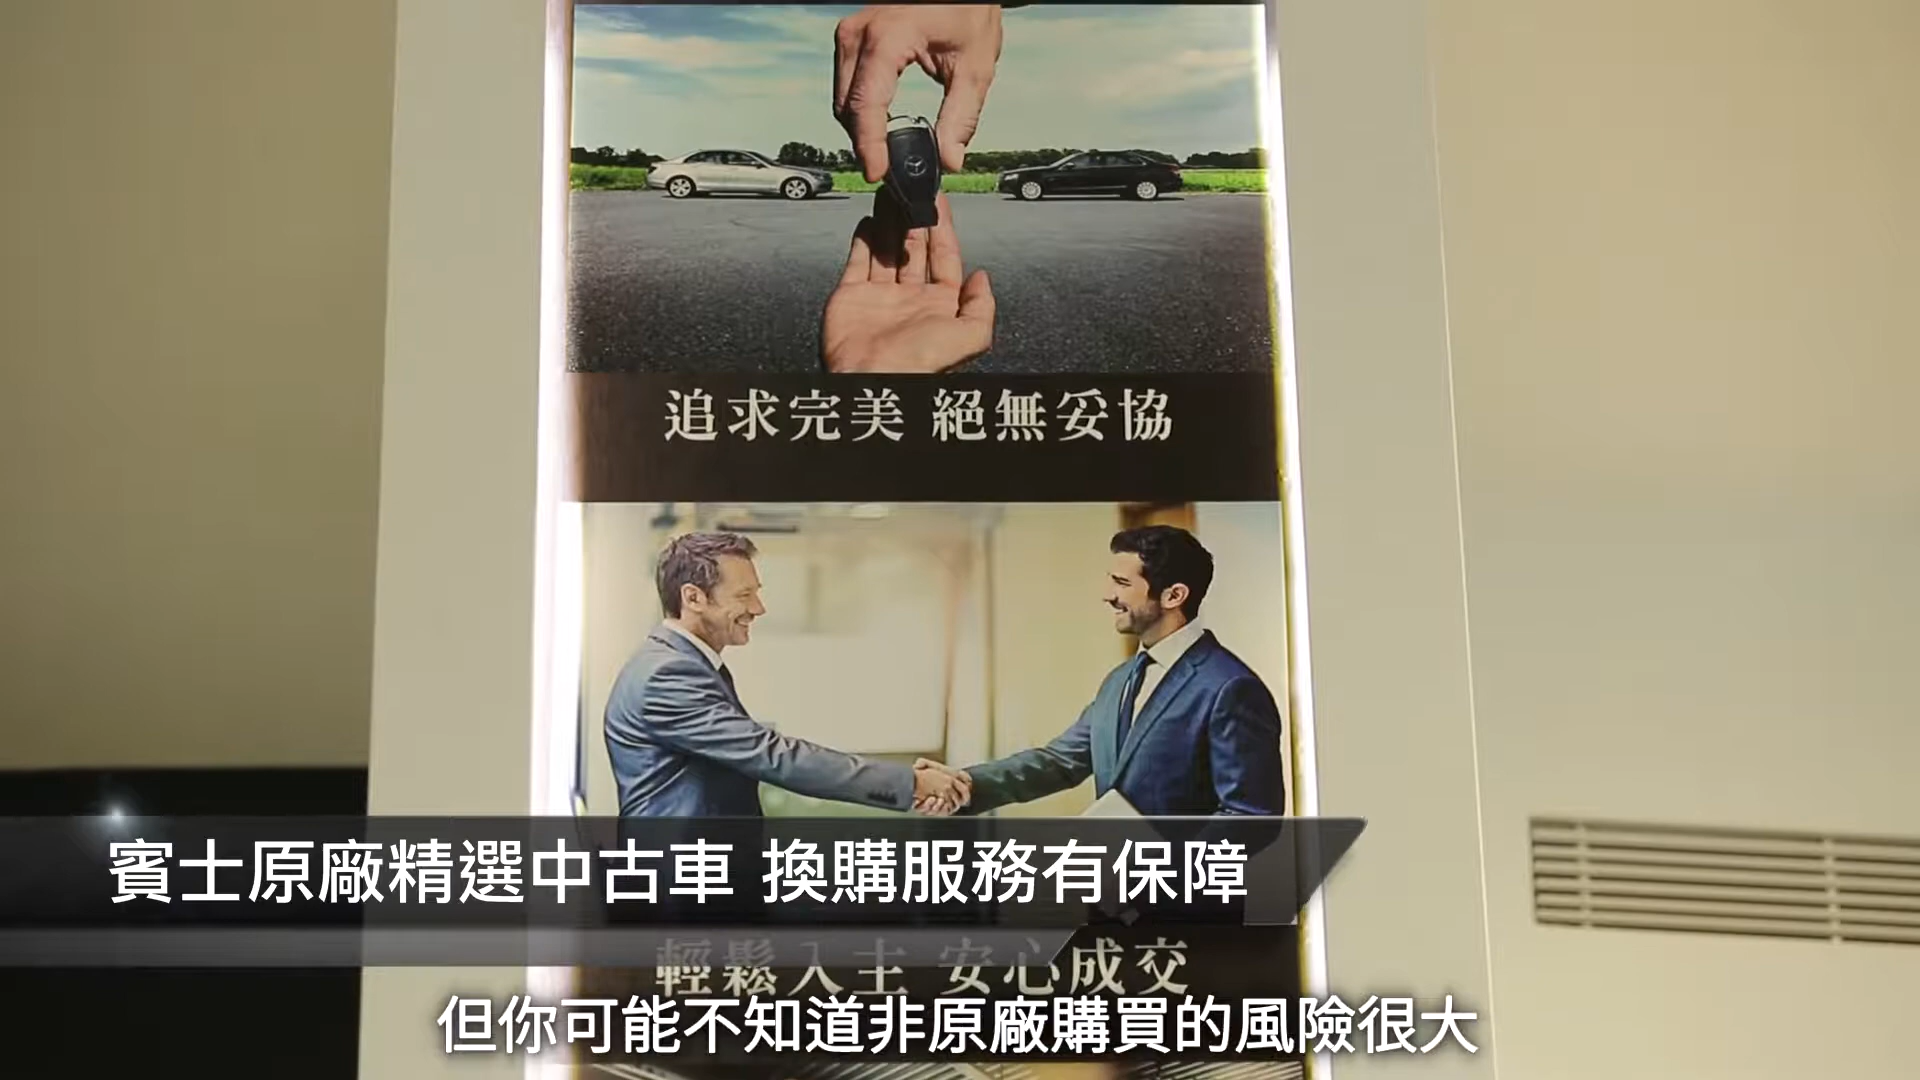 追求完美 絕無妥協
賓士原廠精選中古車 換購服務有保障
輕鬆入主 安心成交
但你可能不知道非原廠購買的風險很大